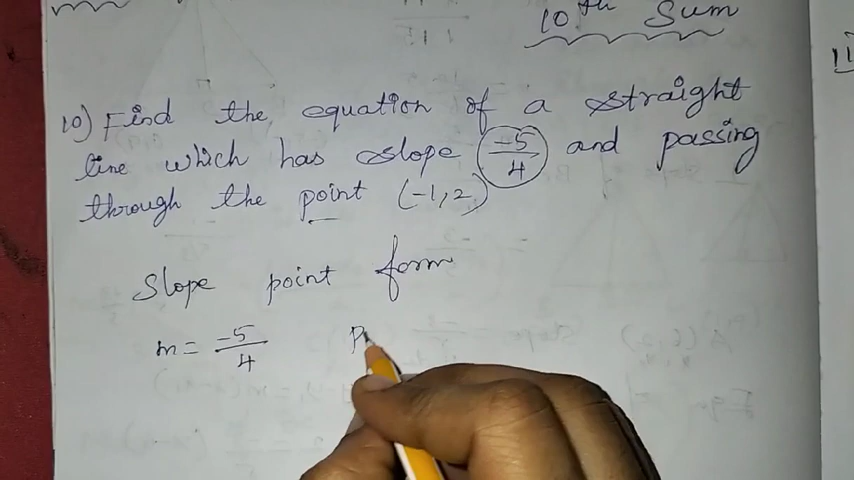 10th Sum
10) Find the equation of a straight
line which has slope -5/4 and passing
through the point (-1, 2)
Slope point form
m = -5/4 P